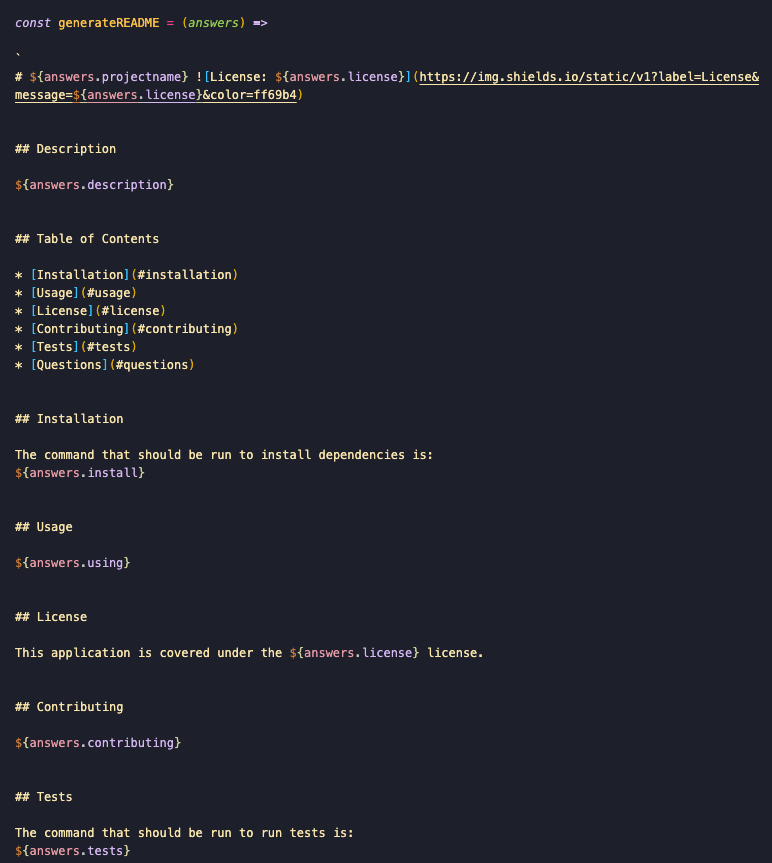 const generateREADME = (answers) =>
`
# ${answers.projectname} ![License: ${answers.license}](https://img.shields.io/static/v1?label=License&
message=${answers.license}&color=ff69b4)
## Description
${answers.description}
## Table of Contents
* [Installation](#installation)
* [Usage](#usage)
* [License](#license)
* [Contributing](#contributing)
* [Tests](#tests)
* [Questions](#questions)
## Installation
The command that should be run to install dependencies is:
${answers.install}
## Usage
${answers.using}
## License
This application is covered under the ${answers.license} license.
## Contributing
${answers.contributing}
## Tests
The command that should be run to run tests is:
${answers.tests}